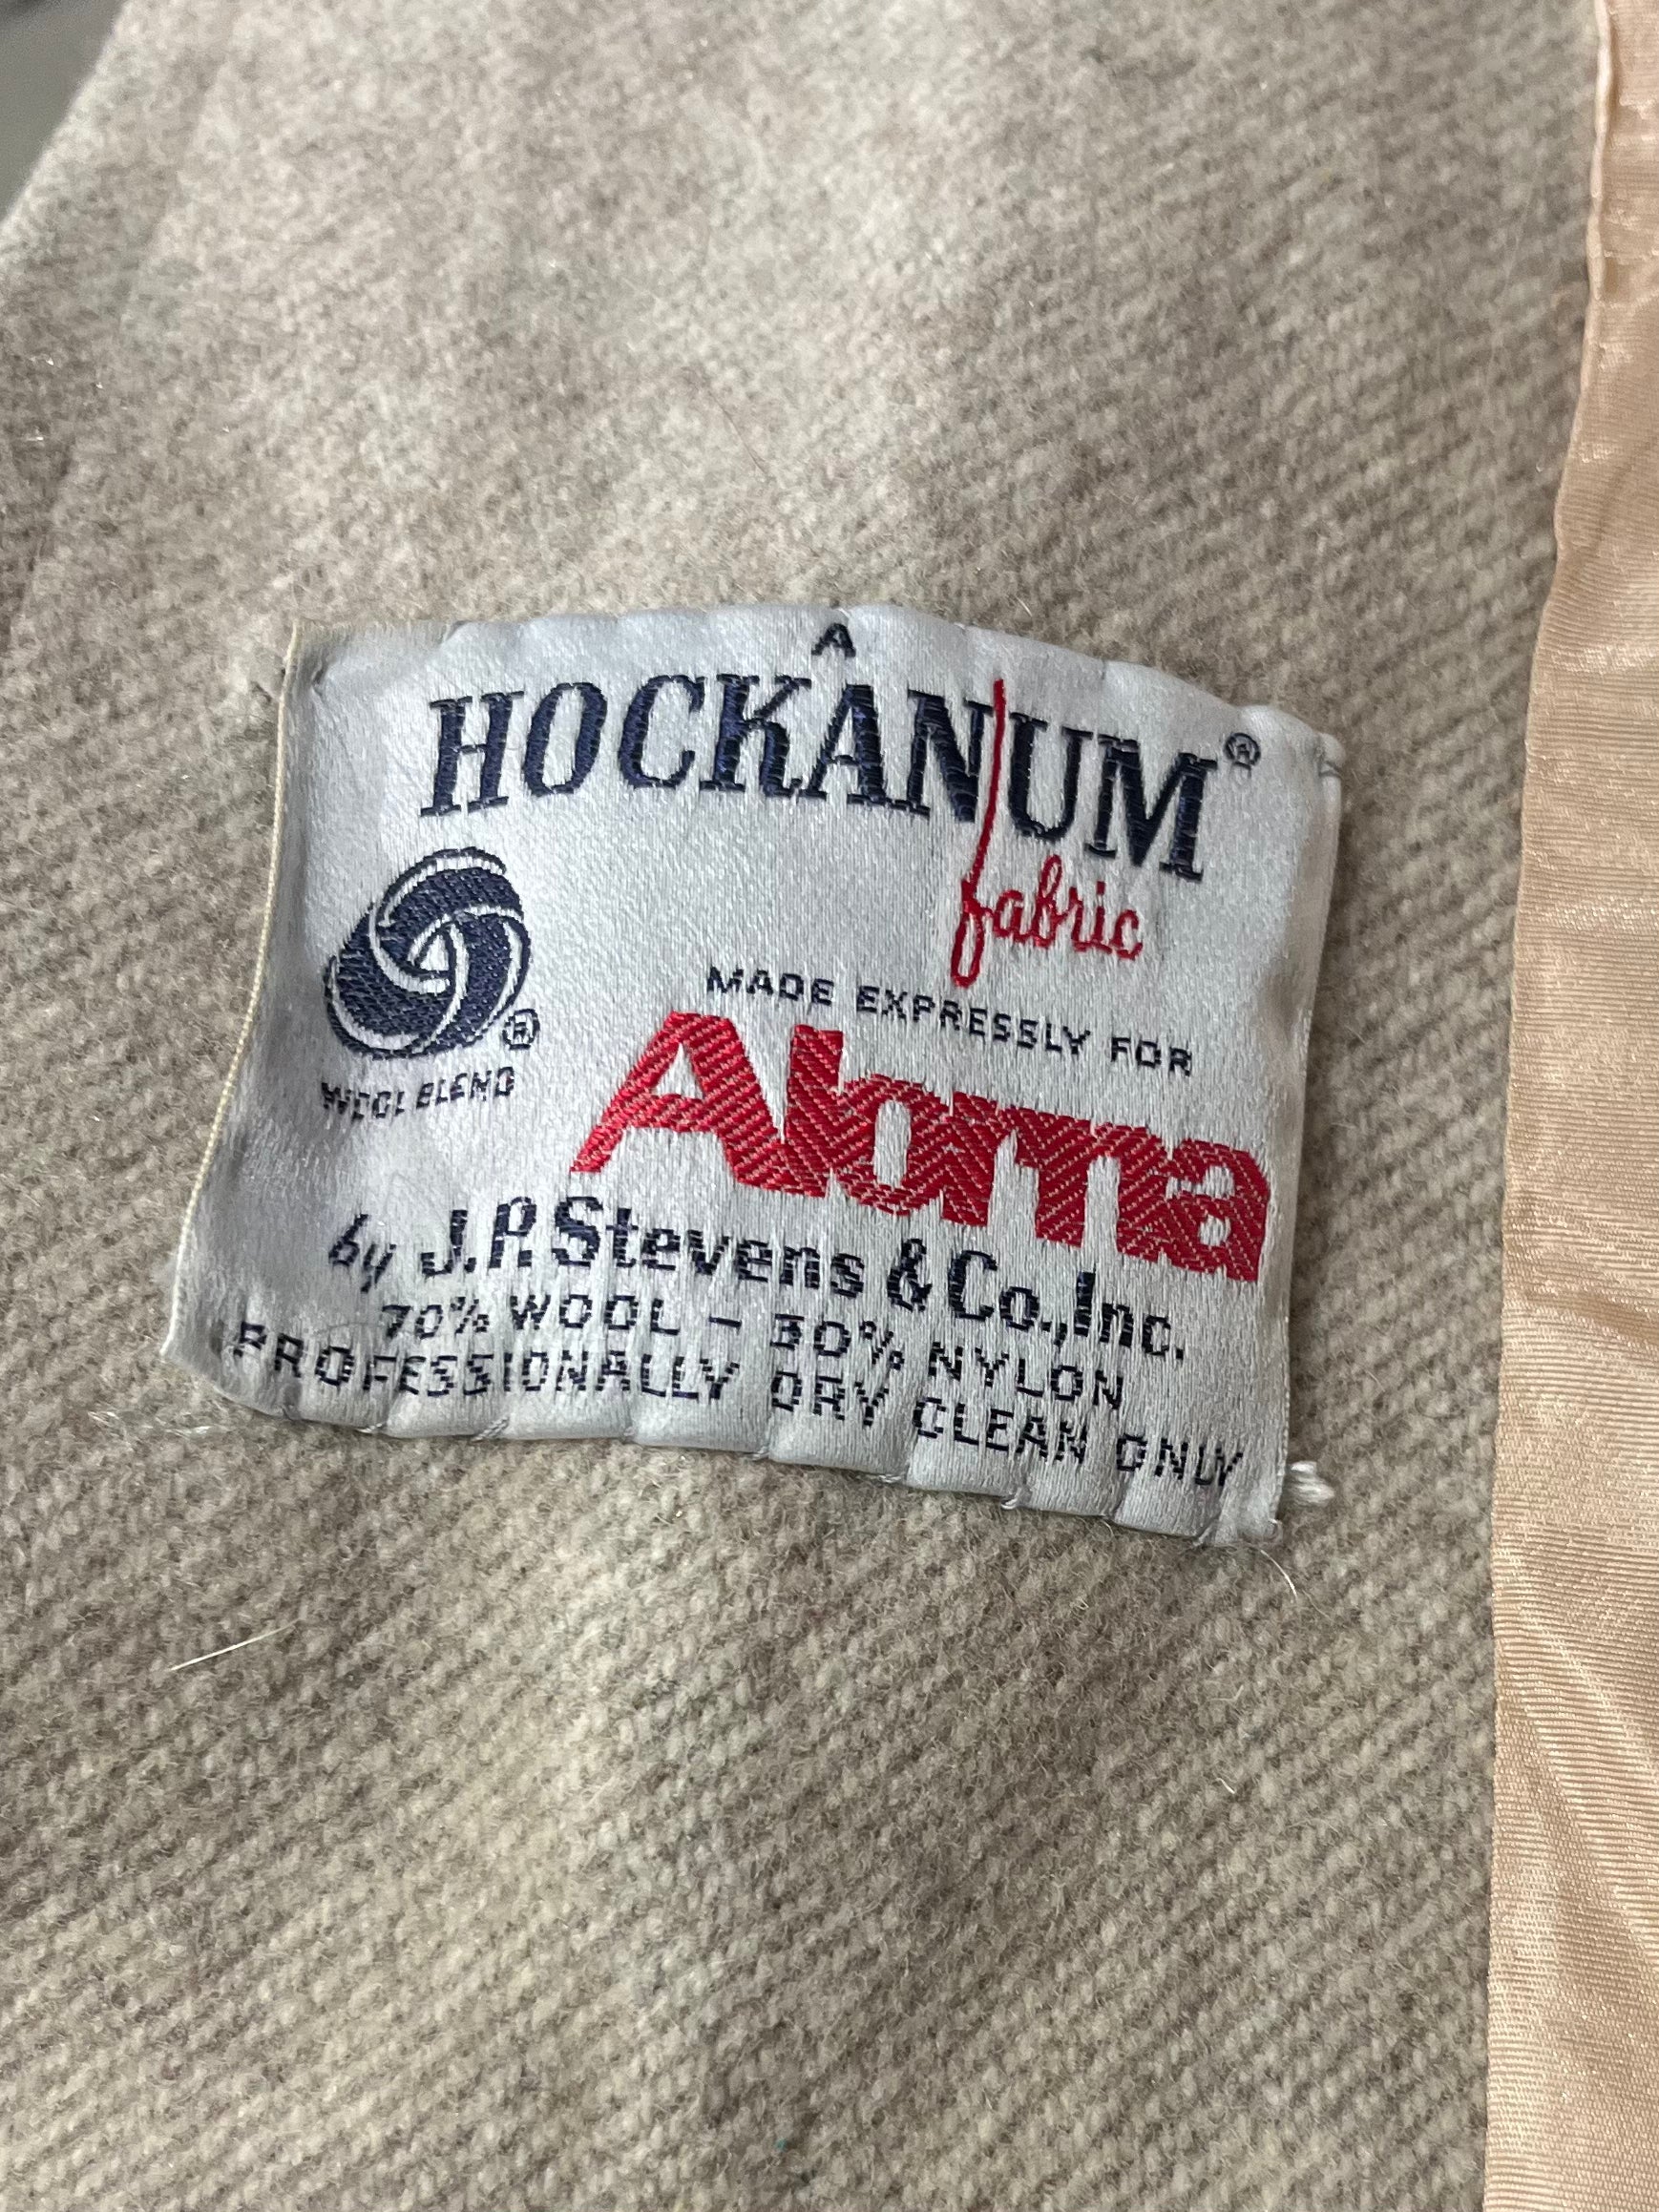 A
HOCKANUM®
fabric
®
WOOL BLEND
MADE EXPRESSLY FOR
Aloma
by J.P. Stevens & Co., Inc.
70% WOOL – 30% NYLON
PROFESSIONALLY DRY CLEAN ONLY